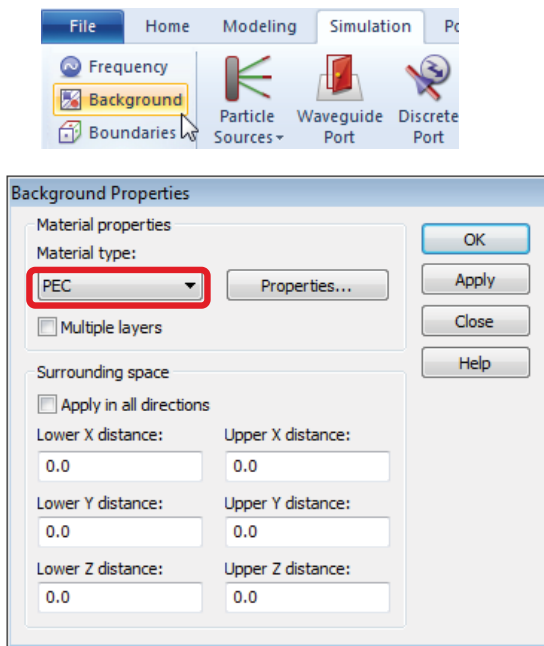 File Home Modeling Simulation
Frequency
Background
Boundaries
Particle Sources
Waveguide Port
Discrete Port
Background Properties
Material properties
Material type:
PEC
Properties...
Multiple layers
OK
Apply
Close
Help
Surrounding space
Apply in all directions
Lower X distance: Upper X distance:
0.0 0.0
Lower Y distance: Upper Y distance:
0.0 0.0
Lower Z distance: Upper Z distance:
0.0 0.0